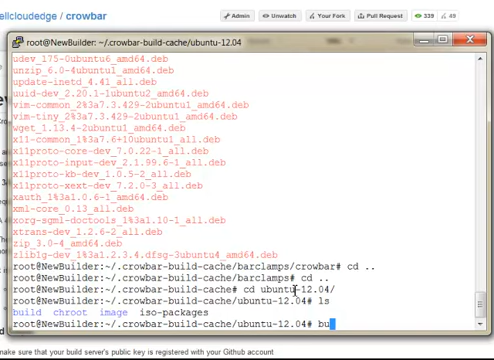 ellcloudedge / crowbar
Admin Unwatch Your Fork Pull Request 339 49
root@NewBuilder: ~/.crowbar-build-cache/ubuntu-12.04
udev_175-0ubuntu6_amd64.deb
unzip_6.0-4ubuntu1_amd64.deb
update-inetd_4.41_all.deb
uuid-dev_2.20.1-1ubuntu2_amd64.deb
vim-common_2%3a7.3.429-2ubuntu1_amd64.deb
vim-tiny_2%3a7.3.429-2ubuntu1_amd64.deb
wget_1.13.4-2ubuntu1_amd64.deb
x11-common_1%3a7.6+10ubuntu1_all.deb
x11proto-core-dev_7.0.22-1_all.deb
x11proto-input-dev_2.1.99.6-1_all.deb
x11proto-kb-dev_1.0.5-2_all.deb
x11proto-xext-dev_7.2.0-3_all.deb
xauth_1%3a1.0.6-1_amd64.deb
xml-core_0.13_all.deb
xorg-sgml-doctools_1%3a1.10-1_all.deb
xtrans-dev_1.2.6-2_all.deb
zip_3.0-4_amd64.deb
zlib1g-dev_1%3a1.2.3.4.dfsg-3ubuntu4_amd64.deb
root@NewBuilder:~/.crowbar-build-cache/barclamps/crowbar# cd ..
root@NewBuilder:~/.crowbar-build-cache/barclamps# cd ..
root@NewBuilder:~/.crowbar-build-cache# cd ubuntu-12.04/
root@NewBuilder:~/.crowbar-build-cache/ubuntu-12.04# ls
build chroot image iso-packages
root@NewBuilder:~/.crowbar-build-cache/ubuntu-12.04# bu
make sure that your build server's public key is registered with your Github account